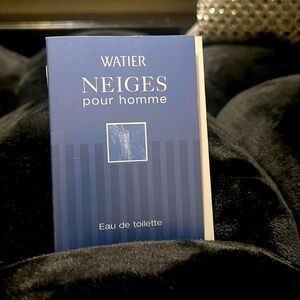 WATIER
NEIGES
pour homme
Eau de toilette